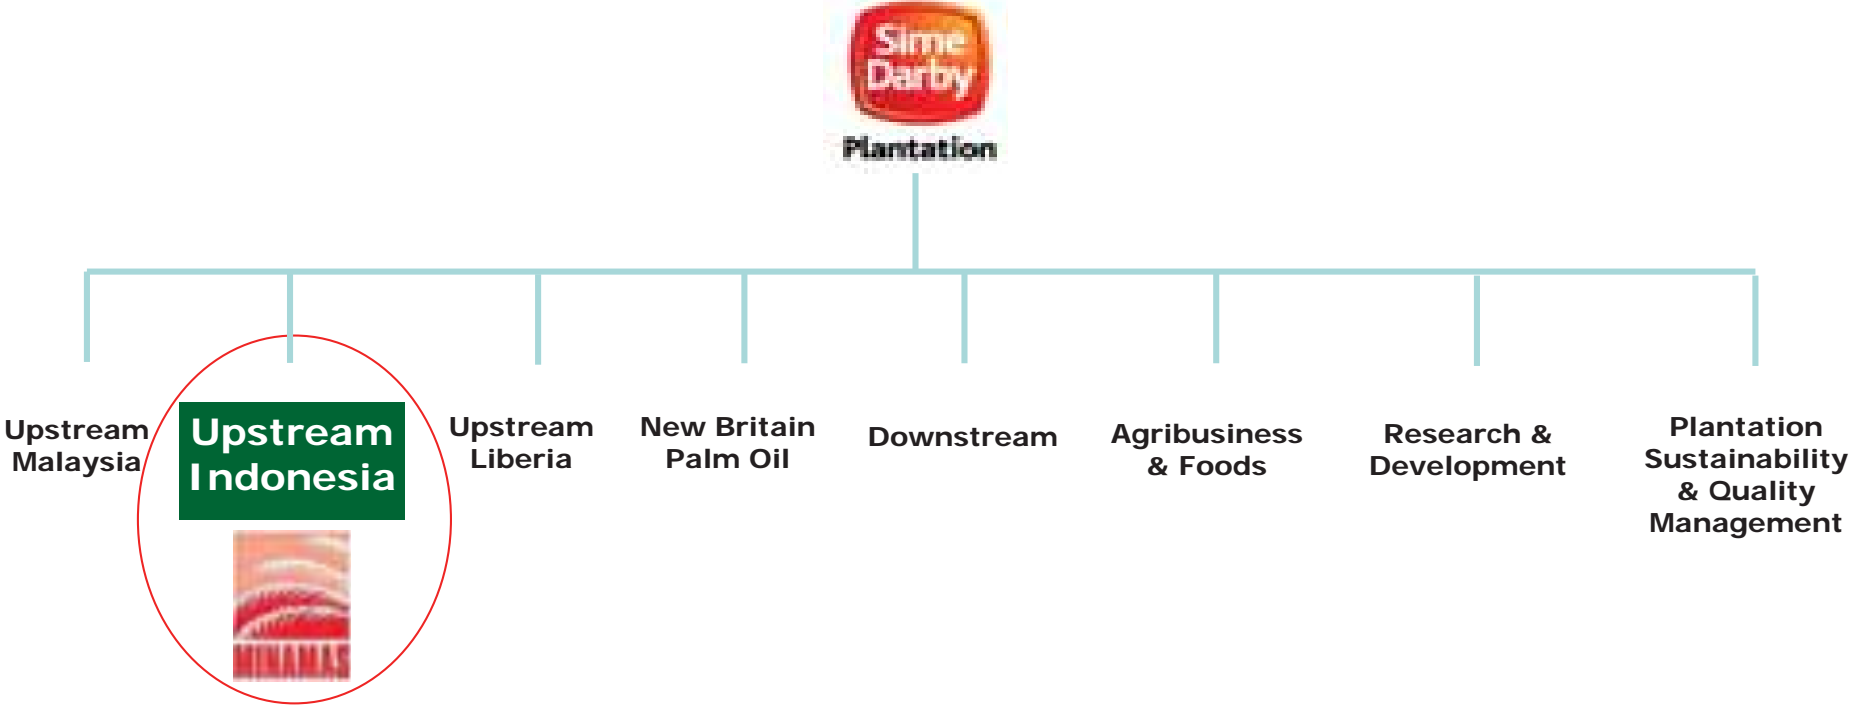 Sime
Darby
Plantation
Upstream
Malaysia
Upstream
Indonesia
MINAMAS
Upstream
Liberia
New Britain
Palm Oil
Downstream
Agribusiness
& Foods
Research &
Development
Plantation
Sustainability
& Quality
Management